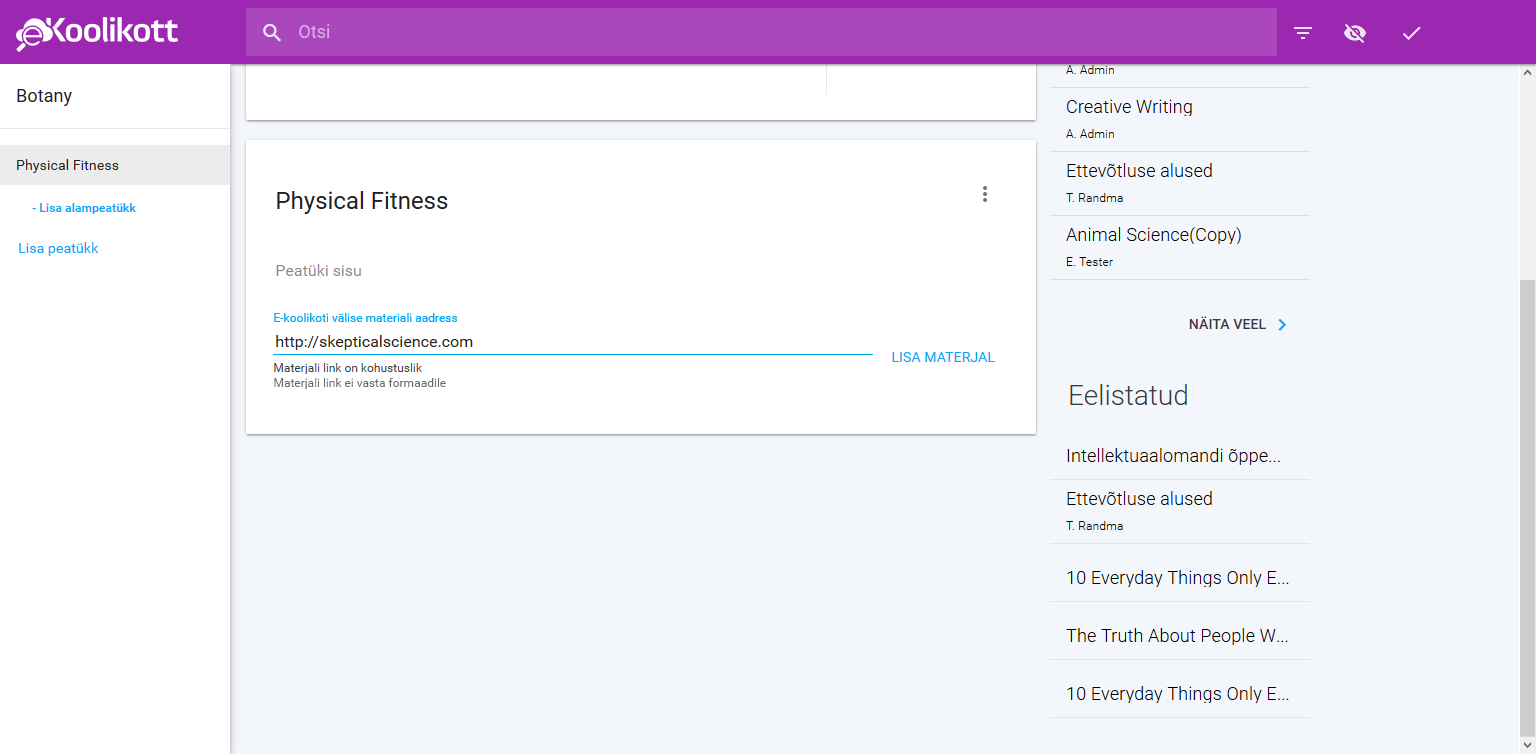 eKoolikott
Otsi
Botany
Physical Fitness
- Lisa alampeatükk
Lisa peatükk
Physical Fitness
Peatüki sisu
E-koolikoti välise materiali aadress
http://skepticalscience.com
LISA MATERJAL
Materjali link on kohustuslik
Materjali link ei vasta formaadile
A. Admin
Creative Writing
A. Admin
Ettevõtluse alused
T. Randma
Animal Science(Copy)
E. Tester
NÄITA VEEL
Eelistatud
Intellektuaalomandi õppe...
Ettevõtluse alused
T. Randma
10 Everyday Things Only E...
The Truth About People W...
10 Everyday Things Only E...